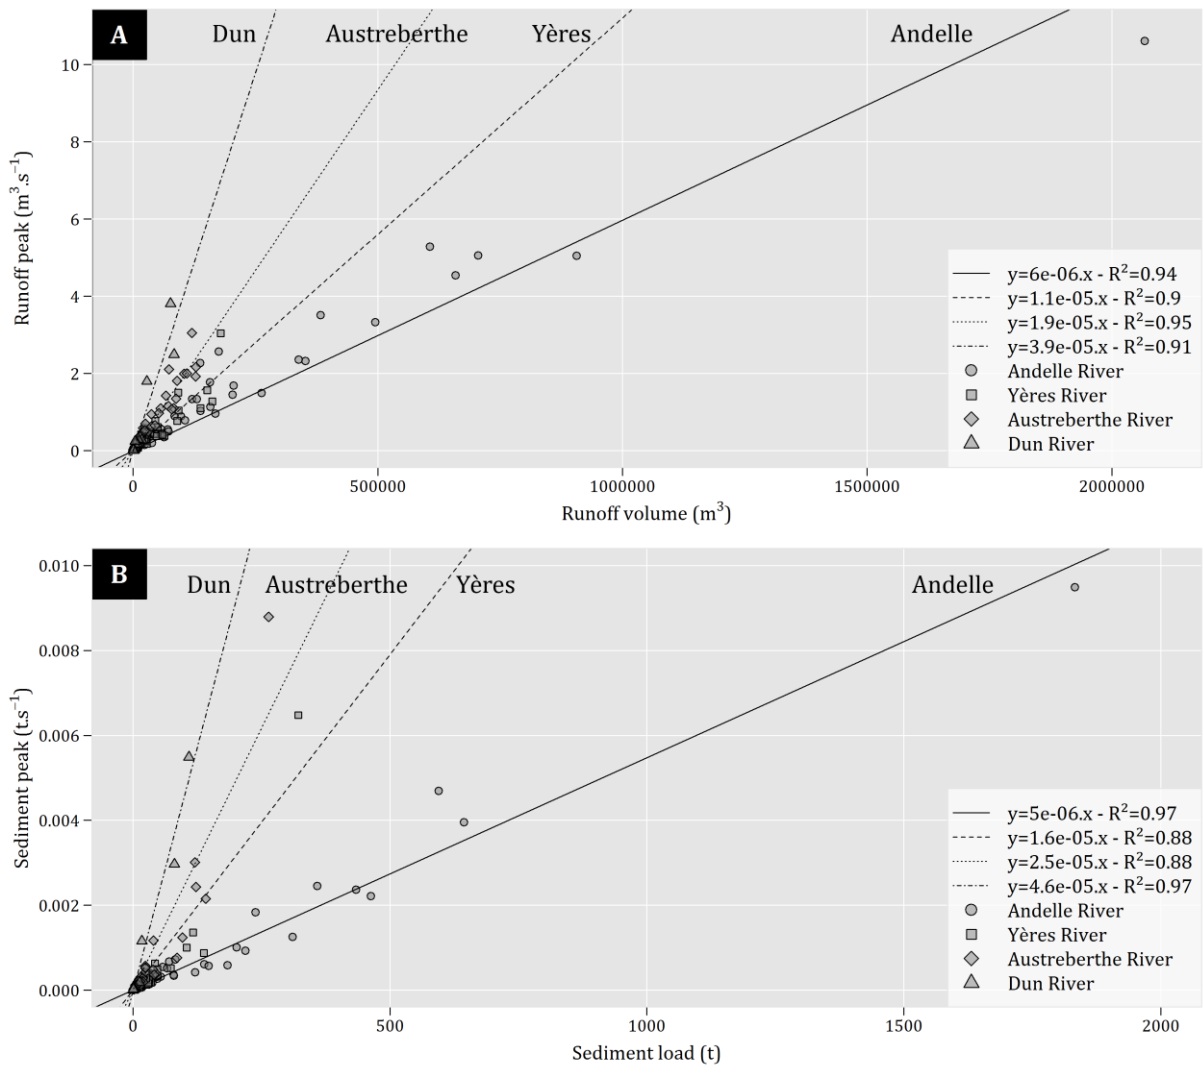 A
Dun Austreberthe Yères Andelle
10
8
6
4
2
0
Runoff peak (m³.s⁻¹)
y=6e-06.x - R²=0.94
y=1.1e-05.x - R²=0.9
y=1.9e-05.x - R²=0.95
y=3.9e-05.x - R²=0.91
Andelle River
Yères River
Austreberthe River
Dun River
0 500000 1000000 1500000 2000000
Runoff volume (m³)
B
Dun Austreberthe Yères Andelle
0.010
0.008
0.006
0.004
0.002
0.000
Sediment peak (t.s⁻¹)
y=5e-06.x - R²=0.97
y=1.6e-05.x - R²=0.88
y=2.5e-05.x - R²=0.88
y=4.6e-05.x - R²=0.97
Andelle River
Yères River
Austreberthe River
Dun River
0 500 1000 1500 2000
Sediment load (t)